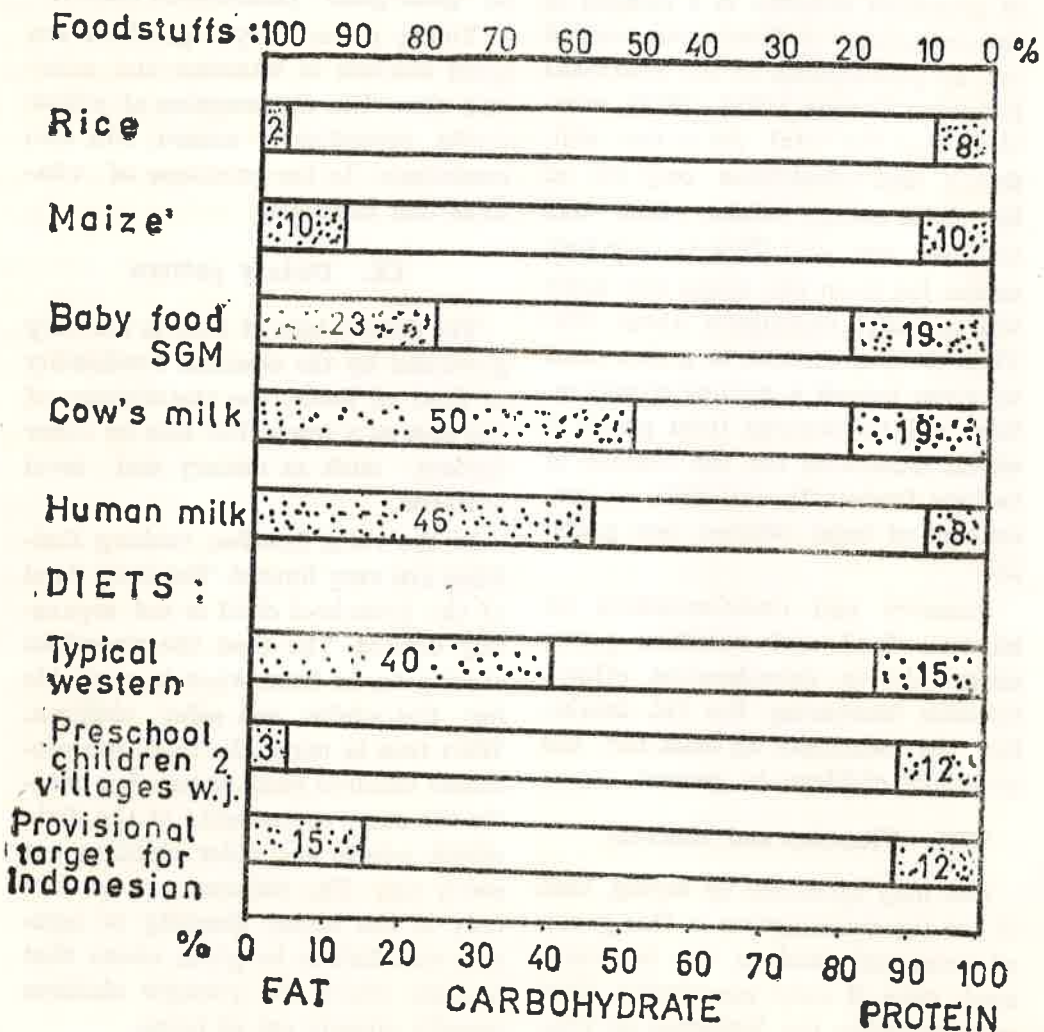 Foodstuffs : 100 90 80 70 60 50 40 30 20 10 0 %
Rice 2 8
Maize' 10 10
Baby food SGM 23 19
Cow's milk 50 19
Human milk 46 8
DIETS :
Typical western 40 15
Preschool children 2 villages w.j. 3 12
Provisional target for Indonesian 15 12
% 0 10 20 30 40 50 60 70 80 90 100
FAT CARBOHYDRATE PROTEIN